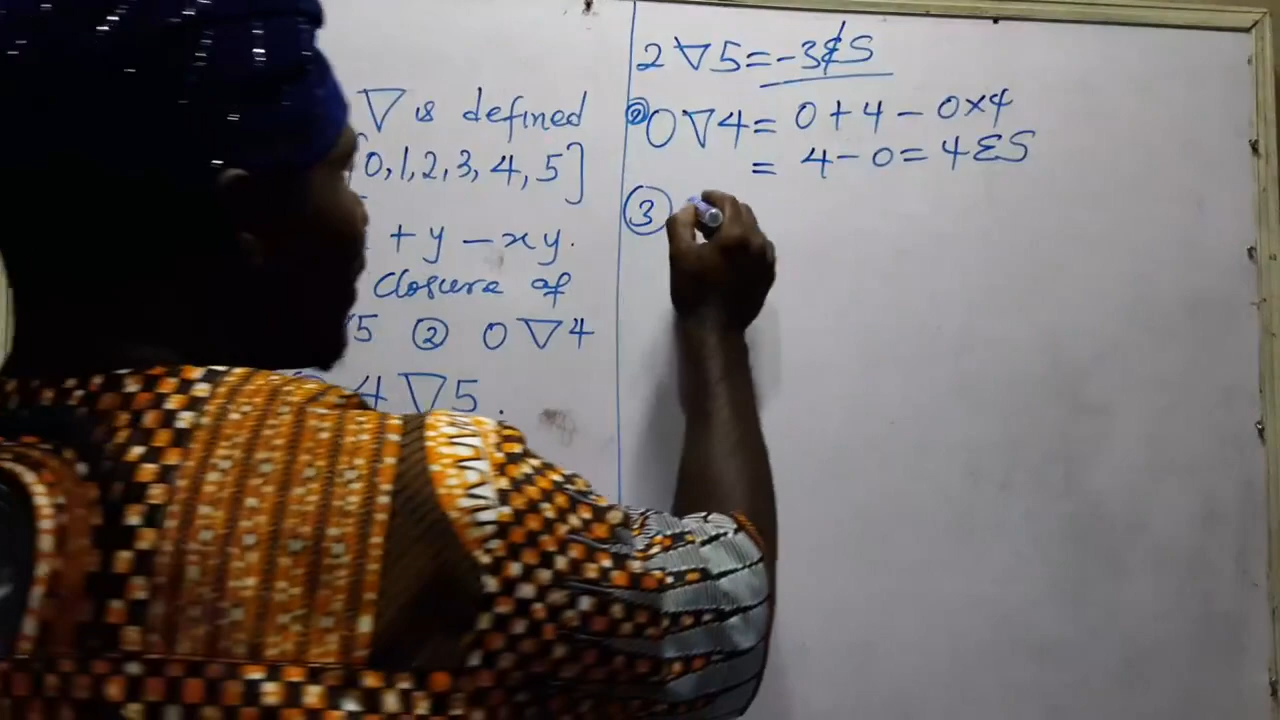 ∇ is defined
0, 1, 2, 3, 4, 5]
+ y - xy.
Closure of
5 ② 0 ∇ 4
4 ∇ 5.
2 ∇ 5 = -3 ∉ S
② 0 ∇ 4 = 0 + 4 - 0 × 4
= 4 - 0 = 4 ε S
③